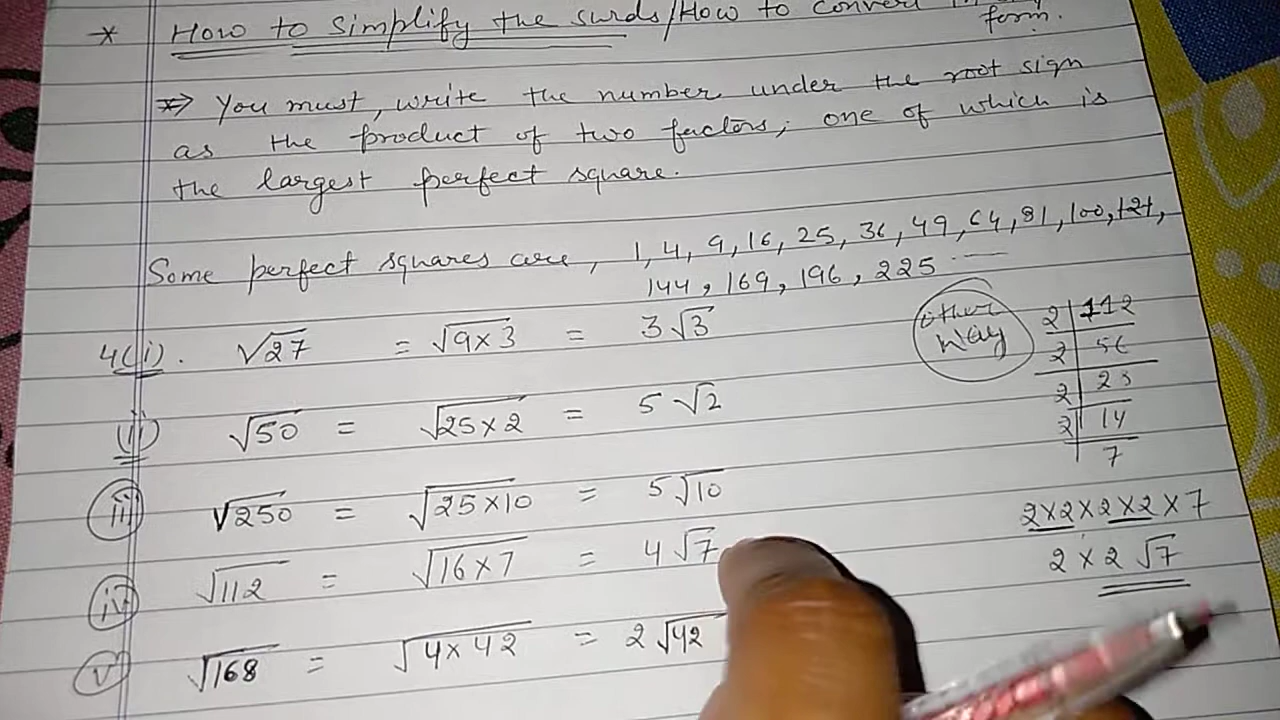 * How to simplify the surds/How to convert
form.
⇒ You must, write the number under the root sign
as the product of two factors, one of which is
the largest perfect square.
Some perfect squares are, 1, 4, 9, 16, 25, 36, 49, 64, 81, 100, 121,
144, 169, 196, 225 ......
4(i). √27 = √9×3 = 3√3
(ii) √50 = √25×2 = 5√2
(iii) √250 = √25×10 = 5√10
(iv) √112 = √16×7 = 4√7
(v) √168 = √4×42 = 2√42
other
way
2 | 112
2 | 56
2 | 28
2 | 14
7
2×2×2×2×7
2×2√7